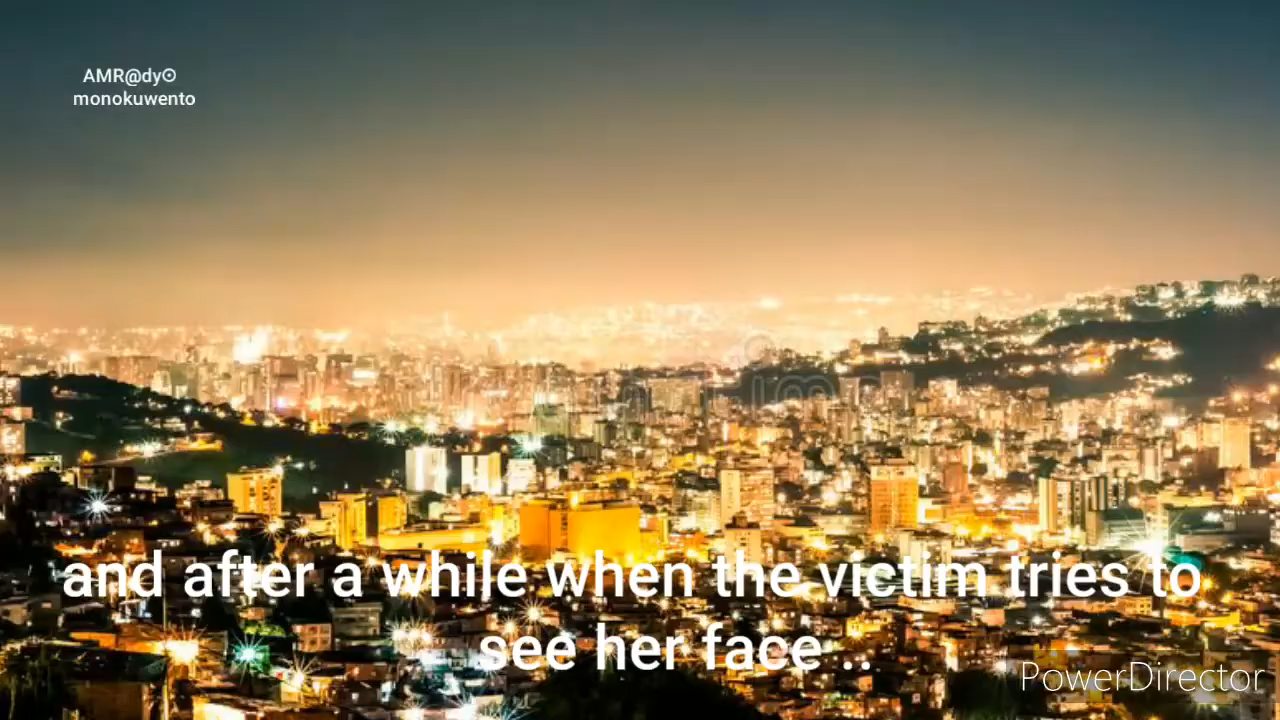 AMR@dy⊙
monokuwento
and after a while when the victim tries to
see her face ..
PowerDirector